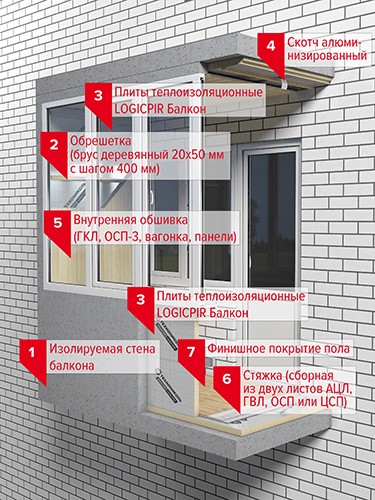 4 Скотч алюми-
низированный
3 Плиты теплоизоляционные
LOGICPIR Балкон
2 Обрешетка
(брус деревянный 20x50 мм
с шагом 400 мм)
5 Внутренняя обшивка
(ГКЛ, ОСП-3, вагонка, панели)
3 Плиты теплоизоляционные
LOGICPIR Балкон
1 Изолируемая стена
балкона
7 Финишное покрытие пола
6 Стяжка (сборная
из двух листов АЦЛ,
ГВЛ, ОСП или ЦСП)